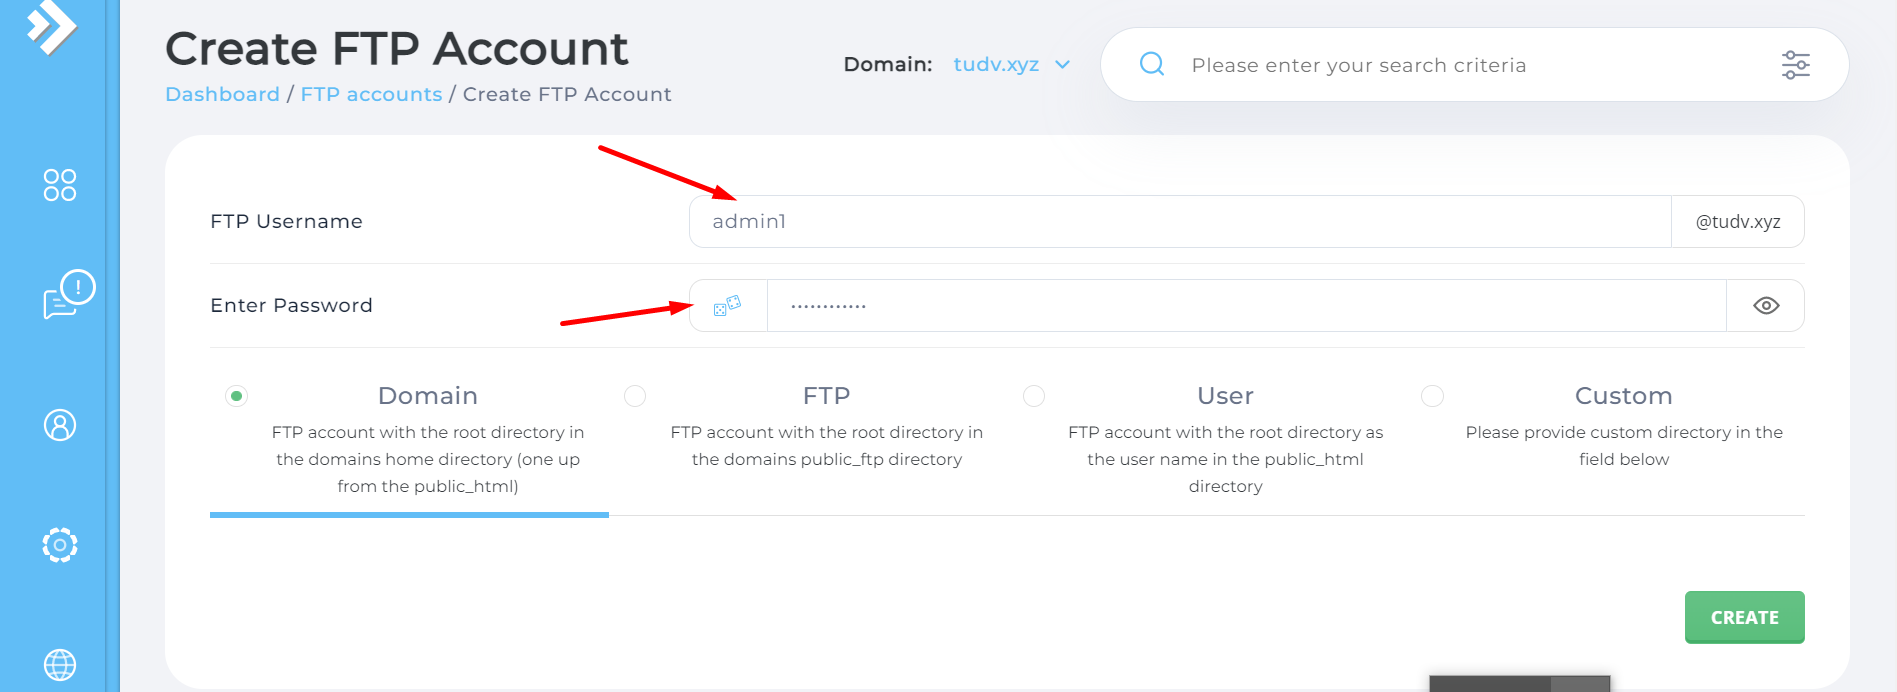 Create FTP Account
Dashboard / FTP accounts / Create FTP Account
Domain: tudv.xyz
Please enter your search criteria
FTP Username
admin1
@tudv.xyz
Enter Password
............
Domain
FTP account with the root directory in
the domains home directory (one up
from the public_html)
FTP
FTP account with the root directory in
the domains public_ftp directory
User
FTP account with the root directory as
the user name in the public_html
directory
Custom
Please provide custom directory in the
field below
CREATE